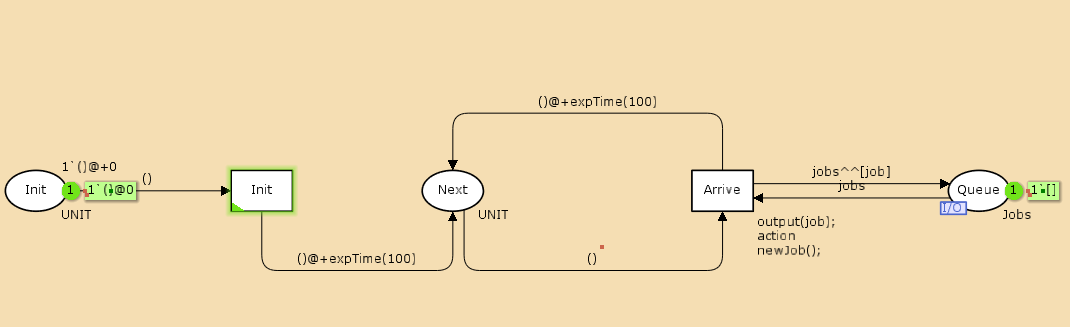 ()@+expTime(100)
1`()@+0
()
Init
1
1`()@0
UNIT
Init
Next
UNIT
Arrive
jobs^^[job]
jobs
Queue
1
1`[]
I/O
Jobs
output(job);
action
newJob();
()@+expTime(100)
()